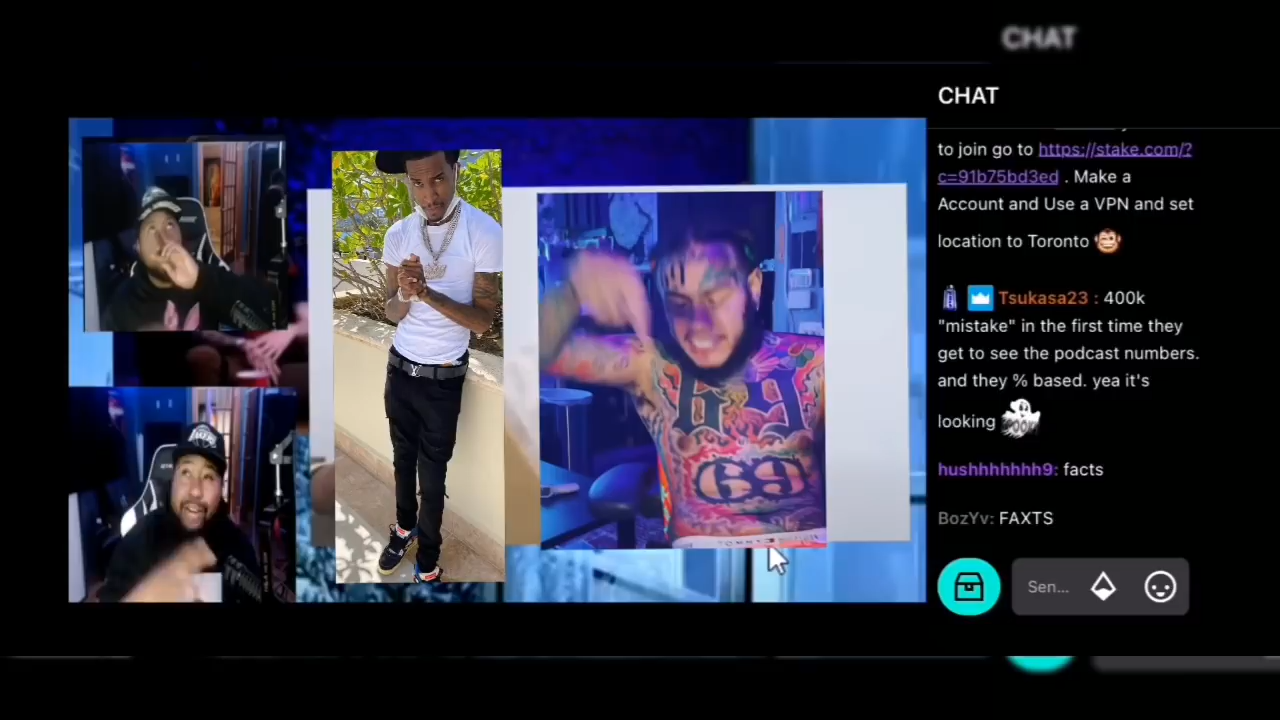 CHAT
CHAT
to join go to https://stake.com/?
c=91b75bd3ed . Make a
Account and Use a VPN and set
location to Toronto
Tsukasa23 : 400k
"mistake" in the first time they
get to see the podcast numbers.
and they % based. yea it's
looking
hushhhhhhh9: facts
BozYv: FAXTS
Sen...
69
69
LV